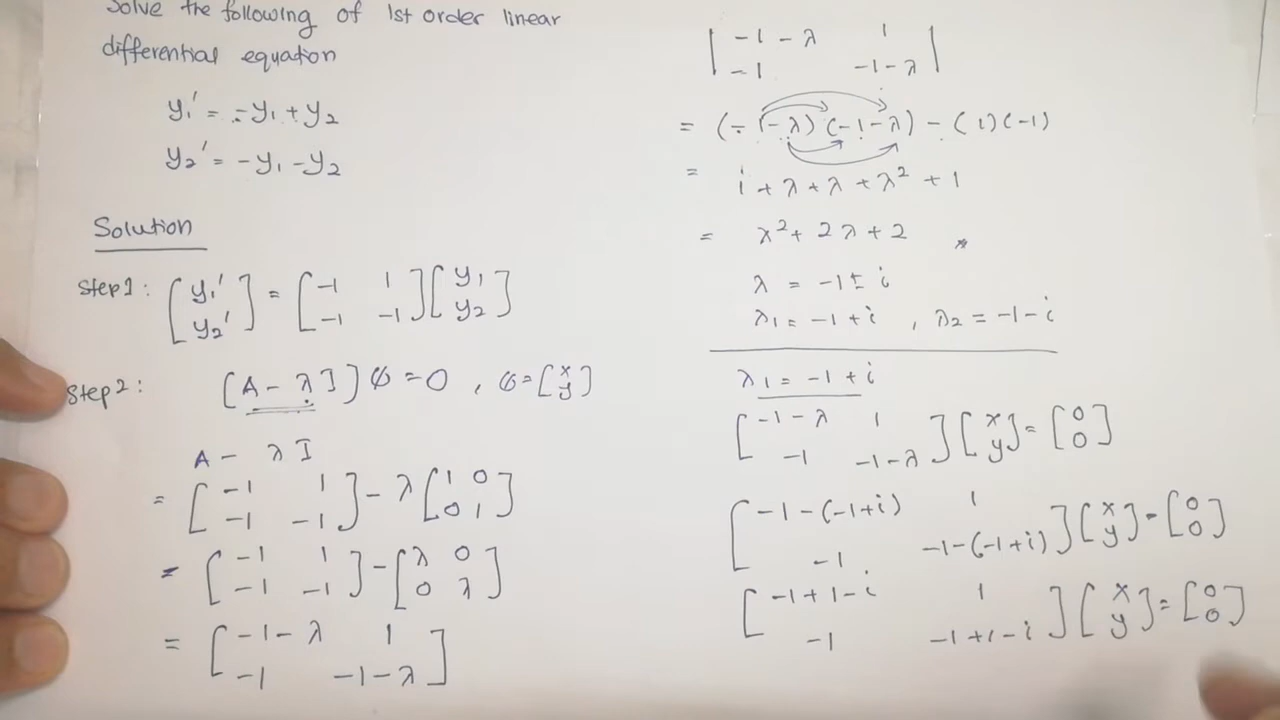 Solve the following of 1st order linear
differential equation
y₁' = -y₁ + y₂
y₂' = -y₁ - y₂
Solution
Step1: [y₁' y₂'] = [-1 1 -1 -1] [y₁ y₂]
Step2: [A - λI] φ = 0 , φ = [x y]
A - λI
= [-1 1 -1 -1] - λ [1 0 0 1]
= [-1 1 -1 -1] - [λ 0 0 λ]
= [-1-λ 1 -1 -1-λ]
|-1-λ 1 -1 -1-λ|
= (-1-λ)(-1-λ) - (1)(-1)
= 1 + λ + λ + λ² + 1
= λ² + 2λ + 2
λ = -1 ± i
λ₁ = -1+i , λ₂ = -1-i
λ₁ = -1+i
[-1-λ 1 -1 -1-λ] [x y] = [0 0]
[-1-(-1+i) 1 -1 -1-(-1+i)] [x y] = [0 0]
[-1+1-i 1 -1 -1+1-i] [x y] = [0 0]